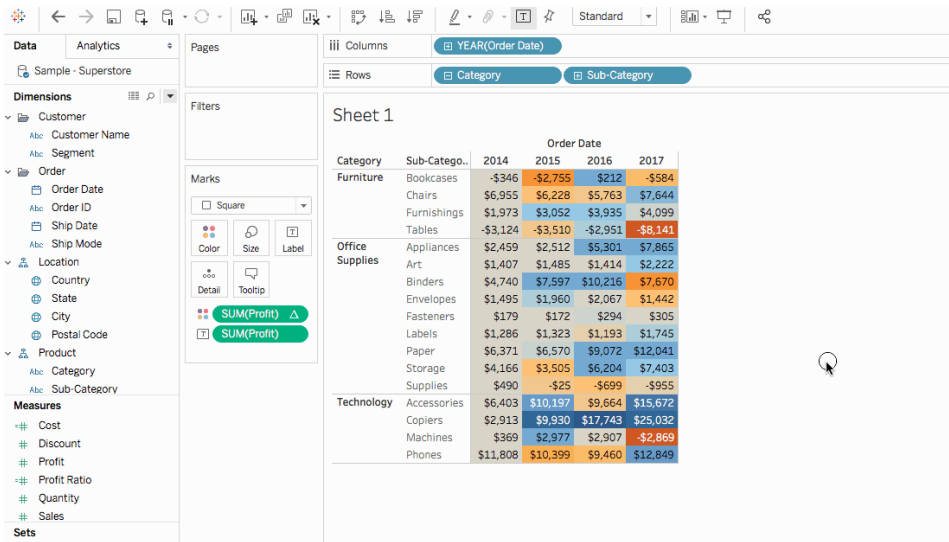 Standard
Data Analytics
Sample - Superstore
Dimensions
Customer
Abc Customer Name
Abc Segment
Order
Order Date
Abc Order ID
Ship Date
Abc Ship Mode
Location
Country
State
City
Postal Code
Product
Abc Category
Abc Sub-Category
Measures
Cost
Discount
Profit
Profit Ratio
Quantity
Sales
Sets
Pages
Filters
Marks
Square
Color Size Label
Detail Tooltip
SUM(Profit)
SUM(Profit)
Columns YEAR(Order Date)
Rows Category Sub-Category
Sheet 1
Order Date
Category Sub-Catego.. 2014 2015 2016 2017
Furniture Bookcases -$346 -$2,755 $212 -$584
Chairs $6,955 $6,228 $5,763 $7,644
Furnishings $1,973 $3,052 $3,935 $4,099
Tables -$3,124 -$3,510 -$2,951 -$8,141
Office Appliances $2,459 $2,512 $5,301 $7,865
Supplies Art $1,407 $1,485 $1,414 $2,222
Binders $4,740 $7,597 $10,216 $7,670
Envelopes $1,495 $1,960 $2,067 $1,442
Fasteners $179 $172 $294 $305
Labels $1,286 $1,323 $1,193 $1,745
Paper $6,371 $6,570 $9,072 $12,041
Storage $4,166 $3,505 $6,204 $7,403
Supplies $490 -$25 -$699 -$955
Technology Accessories $6,403 $10,197 $9,664 $15,672
Copiers $2,913 $9,930 $17,743 $25,032
Machines $369 $2,977 $2,907 -$2,869
Phones $11,808 $10,399 $9,460 $12,849